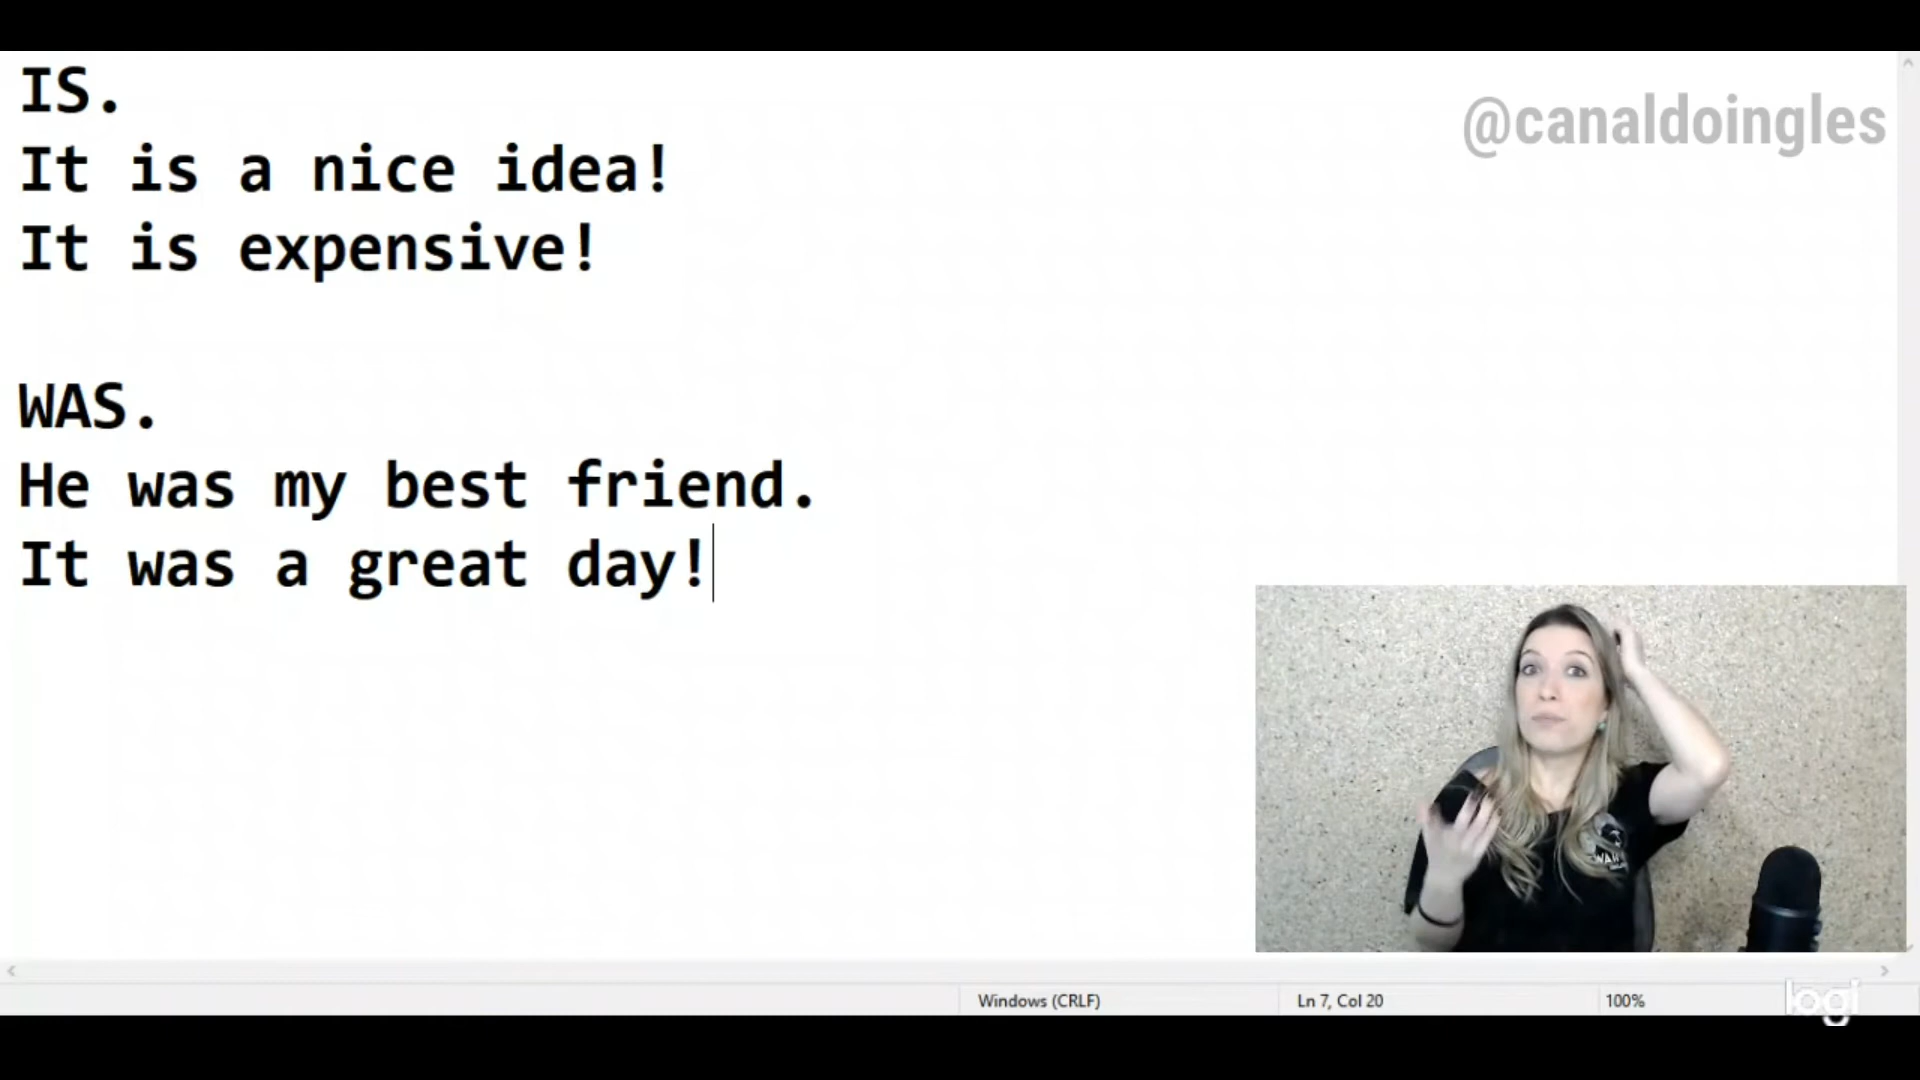 IS.
@canaldoingles
It is a nice idea!
It is expensive!
WAS.
He was my best friend.
It was a great day!
Windows (CRLF)
Ln 7, Col 20
100%
logi